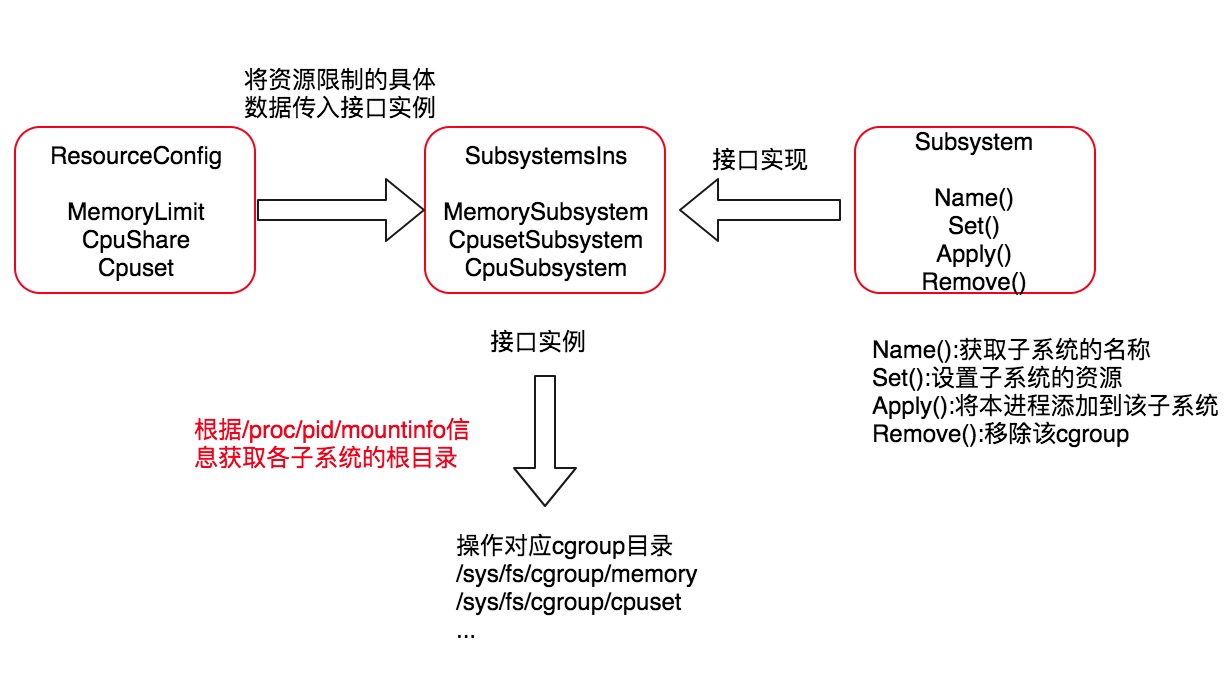 将资源限制的具体
数据传入接口实例
ResourceConfig
MemoryLimit
CpuShare
Cpuset
SubsystemsIns
MemorySubsystem
CpusetSubsystem
CpuSubsystem
接口实现
Subsystem
Name()
Set()
Apply()
Remove()
接口实例
Name():获取子系统的名称
Set():设置子系统的资源
Apply():将本进程添加到该子系统
Remove():移除该cgroup
根据/proc/pid/mountinfo信
息获取各子系统的根目录
操作对应cgroup目录
/sys/fs/cgroup/memory
/sys/fs/cgroup/cpuset
...